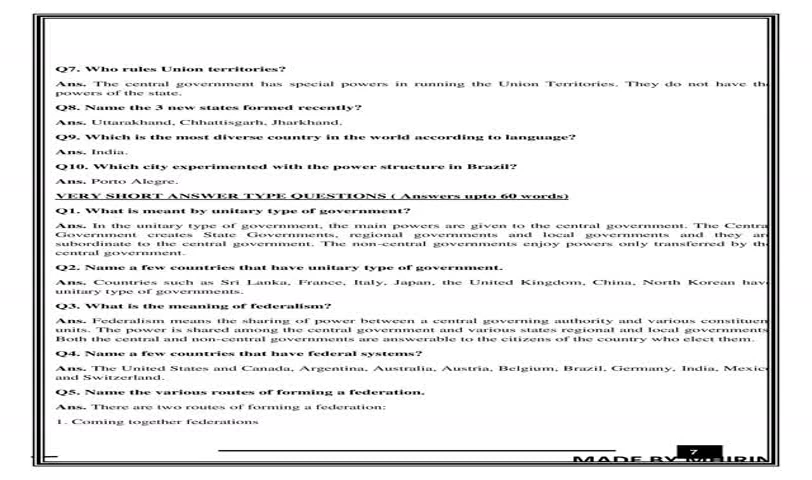 Q7. Who rules Union territories?
Ans. The central government has special powers in running the Union Territories. They do not have th
powers of the state.
Q8. Name the 3 new states formed recently?
Ans. Uttarakhand, Chhattisgarh, Jharkhand.
Q9. Which is the most diverse country in the world according to language?
Ans. India.
Q10. Which city experimented with the power structure in Brazil?
Ans. Porto Alegre.
VERY SHORT ANSWER TYPE QUESTIONS ( Answers upto 60 words)
Q1. What is meant by unitary type of government?
Ans. In the unitary type of government, the main powers are given to the central government. The Centra
Government creates State Governments, regional governments and local governments and they ar
subordinate to the central government. The non-central governments enjoy powers only transferred by th
central government.
Q2. Name a few countries that have unitary type of government.
Ans. Countries such as Sri Lanka, France, Italy, Japan, the United Kingdom, China, North Korean hav
unitary type of governments.
Q3. What is the meaning of federalism?
Ans. Federalism means the sharing of power between a central governing authority and various constituen
units. The power is shared among the central government and various states regional and local governments
Both the central and non-central governments are answerable to the citizens of the country who elect them.
Q4. Name a few countries that have federal systems?
Ans. The United States and Canada, Argentina, Australia, Austria, Belgium, Brazil, Germany, India, Mexic
and Switzerland.
Q5. Name the various routes of forming a federation.
Ans. There are two routes of forming a federation:
1. Coming together federations
7
MADE BY